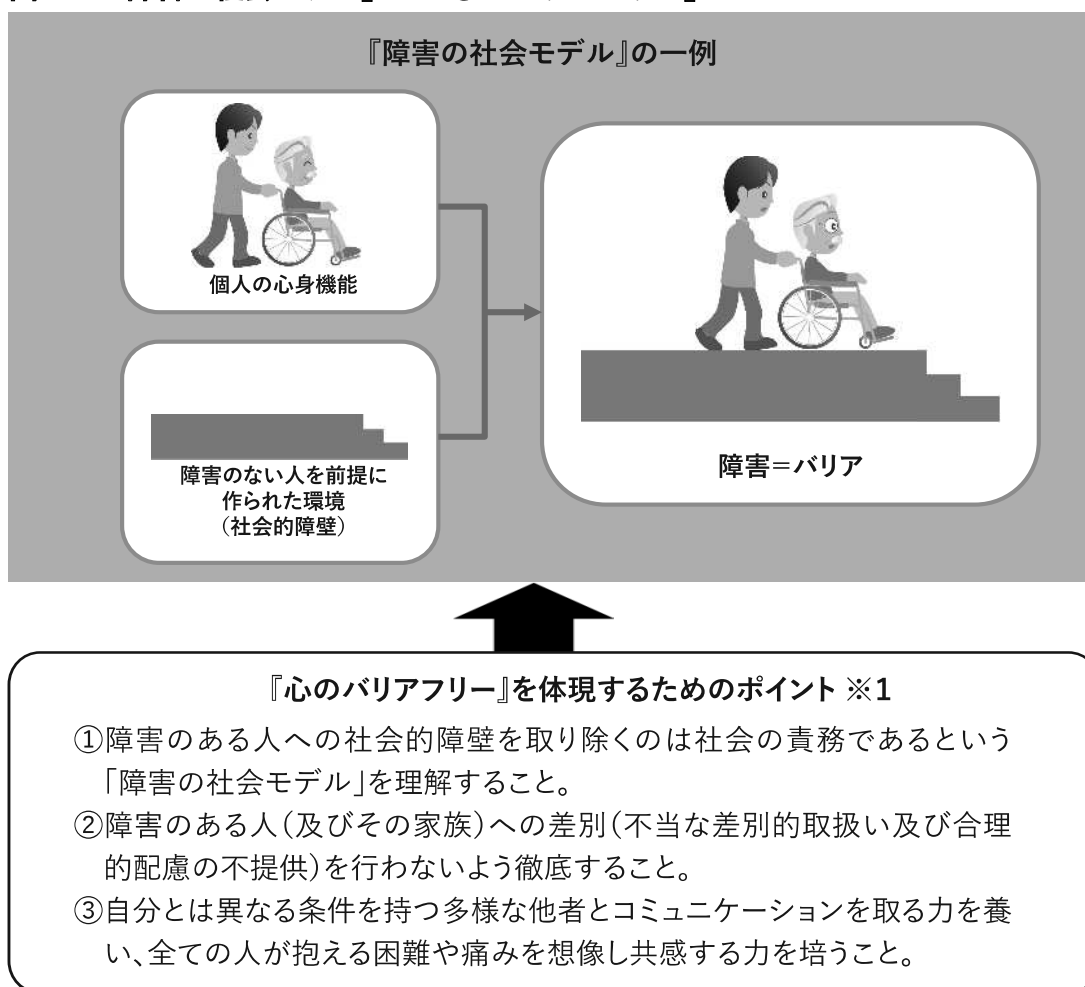 『障害の社会モデル』の一例
個人の心身機能
障害のない人を前提に
作られた環境
（社会的障壁）
障害＝バリア
『心のバリアフリー』を体現するためのポイント ※1
①障害のある人への社会的障壁を取り除くのは社会の責務であるという
「障害の社会モデル」を理解すること。
②障害のある人（及びその家族）への差別（不当な差別的取扱い及び合理
的配慮の不提供）を行わないよう徹底すること。
③自分とは異なる条件を持つ多様な他者とコミュニケーションを取る力を養
い、全ての人が抱える困難や痛みを想像し共感する力を培うこと。